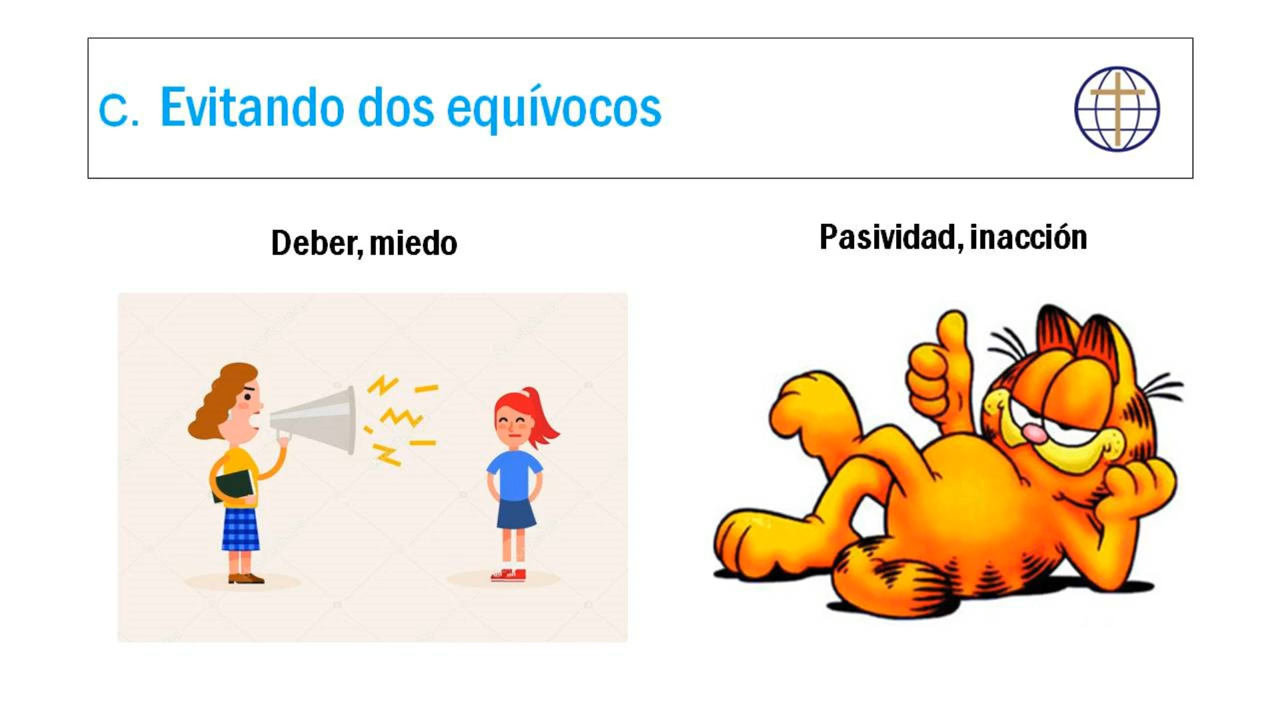 C. Evitando dos equívocos
Deber, miedo
Pasividad, inacción